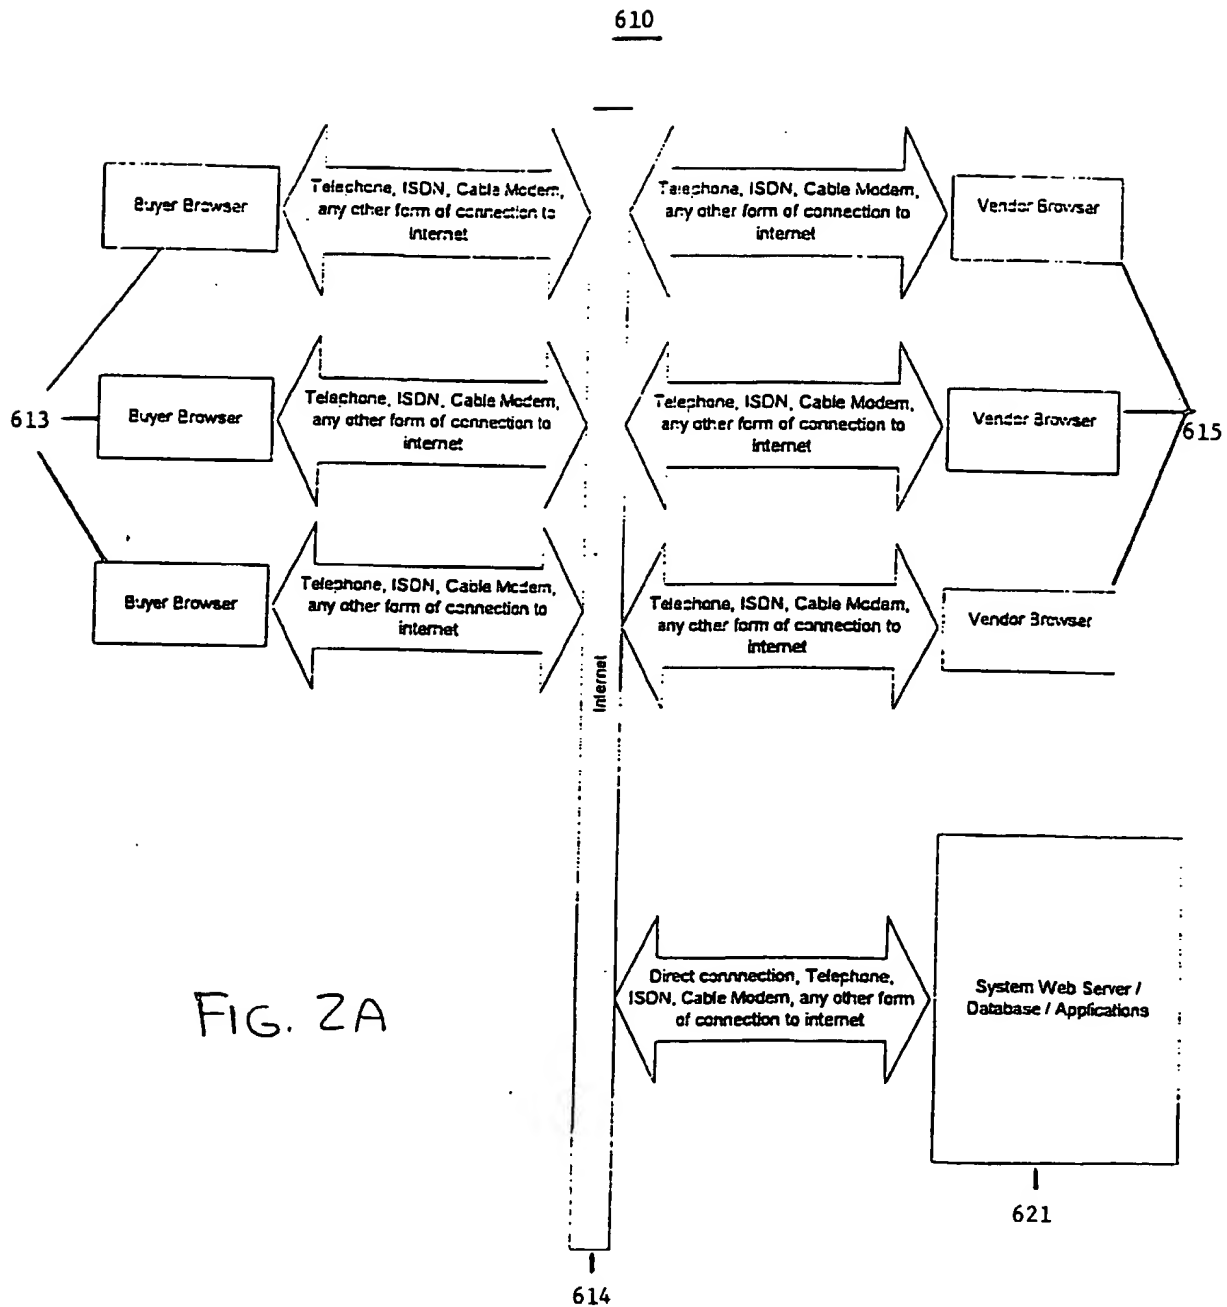 610
Buyer Browser
Telephone, ISDN, Cable Modem,
any other form of connection to
internet
Telephone, ISDN, Cable Modem,
any other form of connection to
internet
Vendor Browser
613
Buyer Browser
Telephone, ISDN, Cable Modem,
any other form of connection to
internet
Telephone, ISDN, Cable Modem,
any other form of connection to
internet
Vendor Browser
615
Buyer Browser
Telephone, ISDN, Cable Modem,
any other form of connection to
internet
Telephone, ISDN, Cable Modem,
any other form of connection to
internet
Vendor Browser
Internet
Direct connnection, Telephone,
ISDN, Cable Modem, any other form
of connection to internet
System Web Server /
Database / Applications
FIG. 2A
621
614